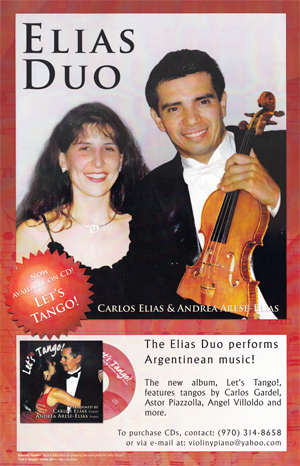 ELIAS
DUO
CARLOS ELIAS & ANDREA ARESE-ELIAS
NOW
AVAILABLE ON CD!
LET'S
TANGO!
Let's Tango!
CARLOS ELIAS
ANDREA ARESE-ELIAS
The Elias Duo performs
Argentinean music!
The new album, Let's Tango!,
features tangos by Carlos Gardel,
Astor Piazzolla, Angel Villoldo and
more.
To purchase CDs, contact: (970) 314-8658
or via e-mail at: violinypiano@yahoo.com